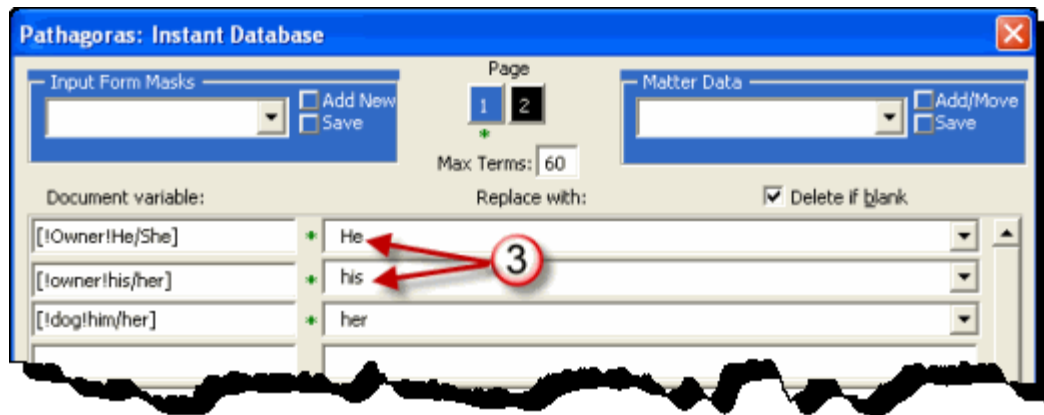 Pathagoras: Instant Database
Input Form Masks
Add New
Save
Page
1 2
*
Max Terms: 60
Matter Data
Add/Move
Save
Document variable:
Replace with:
Delete if blank
[!Owner!He/She] * He
[!owner!his/her] * his
[!dog!him/her] * her
3